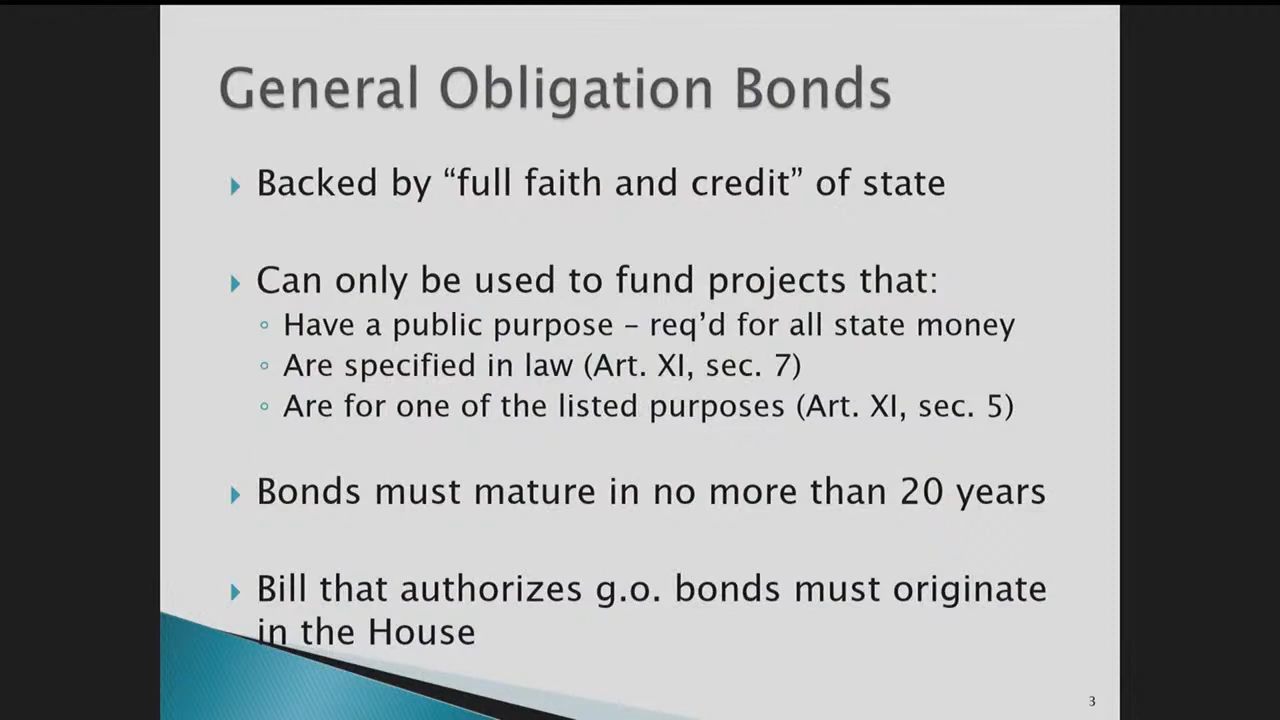 General Obligation Bonds
Backed by “full faith and credit” of state
Can only be used to fund projects that:
Have a public purpose – req’d for all state money
Are specified in law (Art. XI, sec. 7)
Are for one of the listed purposes (Art. XI, sec. 5)
Bonds must mature in no more than 20 years
Bill that authorizes g.o. bonds must originate
in the House
3